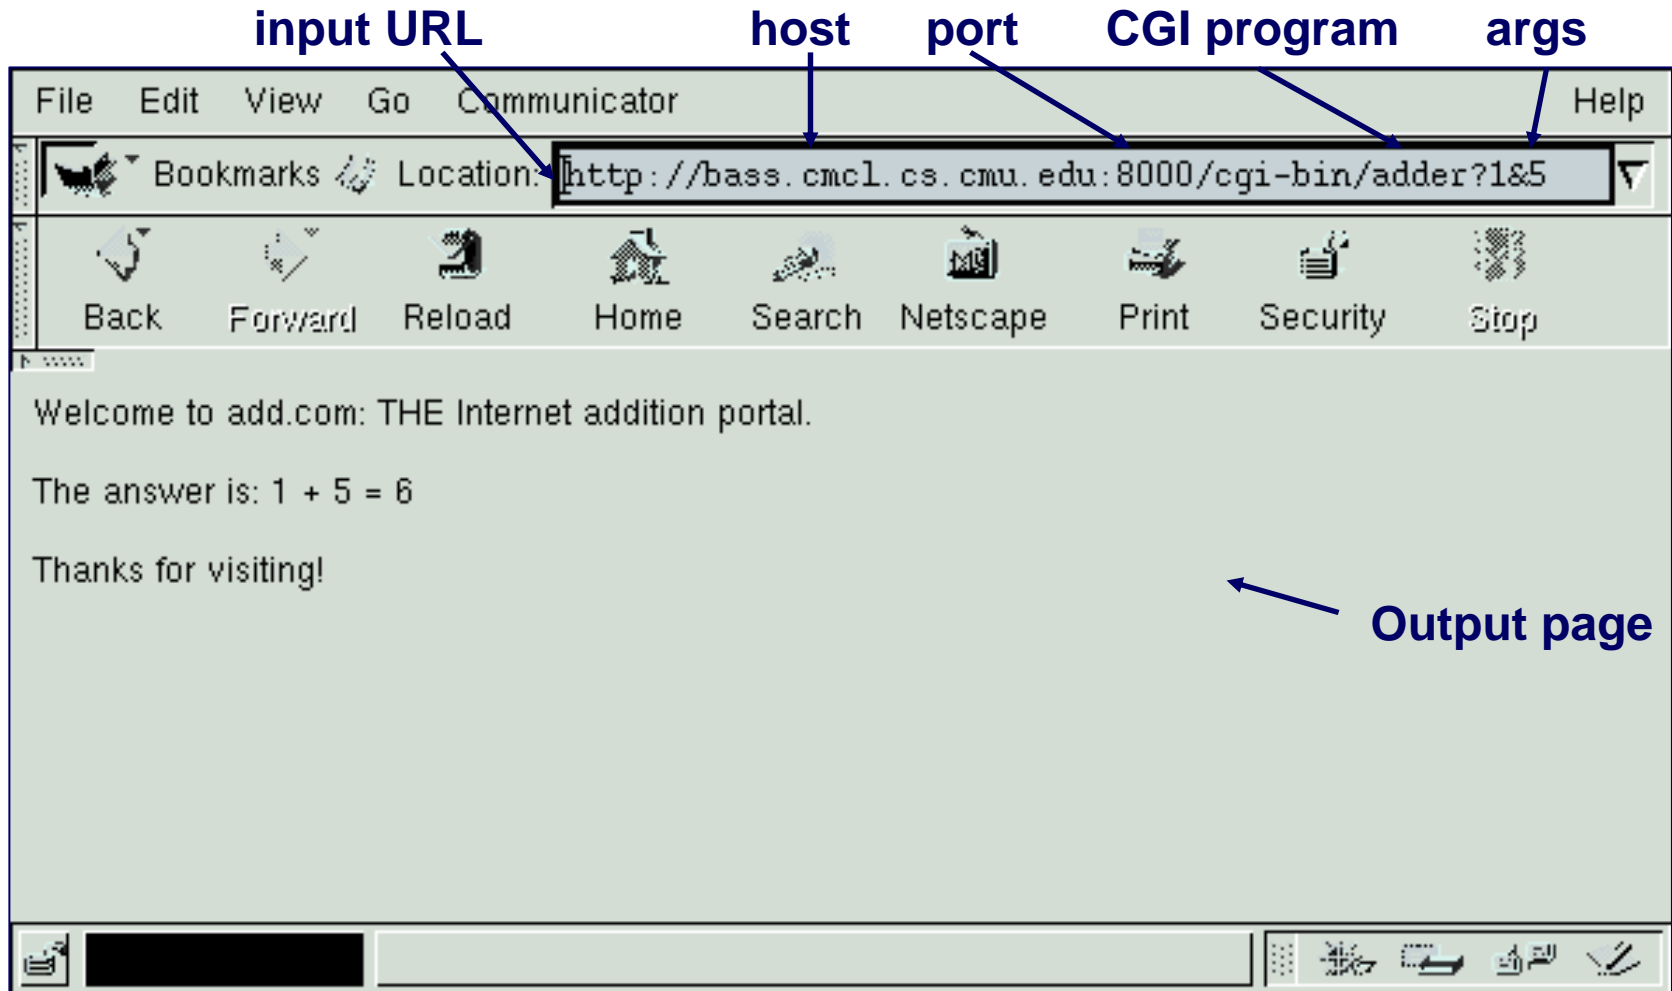 input URL host port CGI program args
File Edit View Go Communicator Help
Bookmarks Location: http://bass.cmcl.cs.cmu.edu:8000/cgi-bin/adder?1&5
Back Forward Reload Home Search Netscape Print Security Stop
Welcome to add.com: THE Internet addition portal.
The answer is: 1 + 5 = 6
Thanks for visiting!
Output page